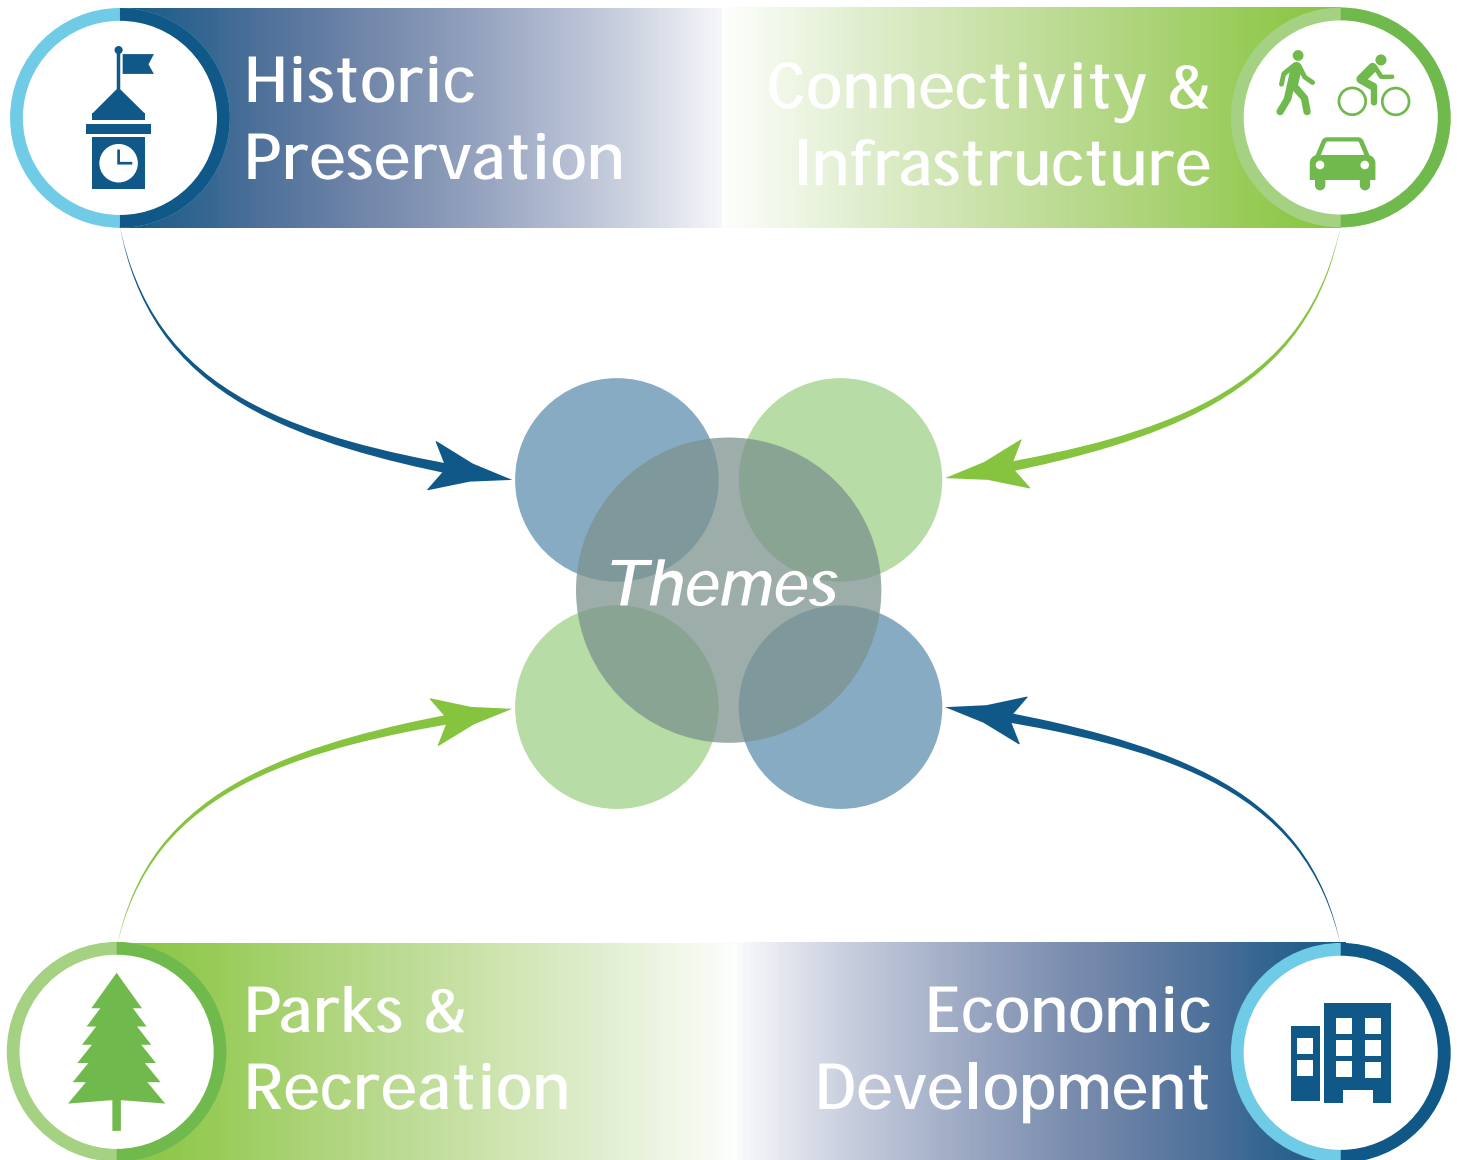 Historic
Preservation
Connectivity &
Infrastructure
Themes
Parks &
Recreation
Economic
Development